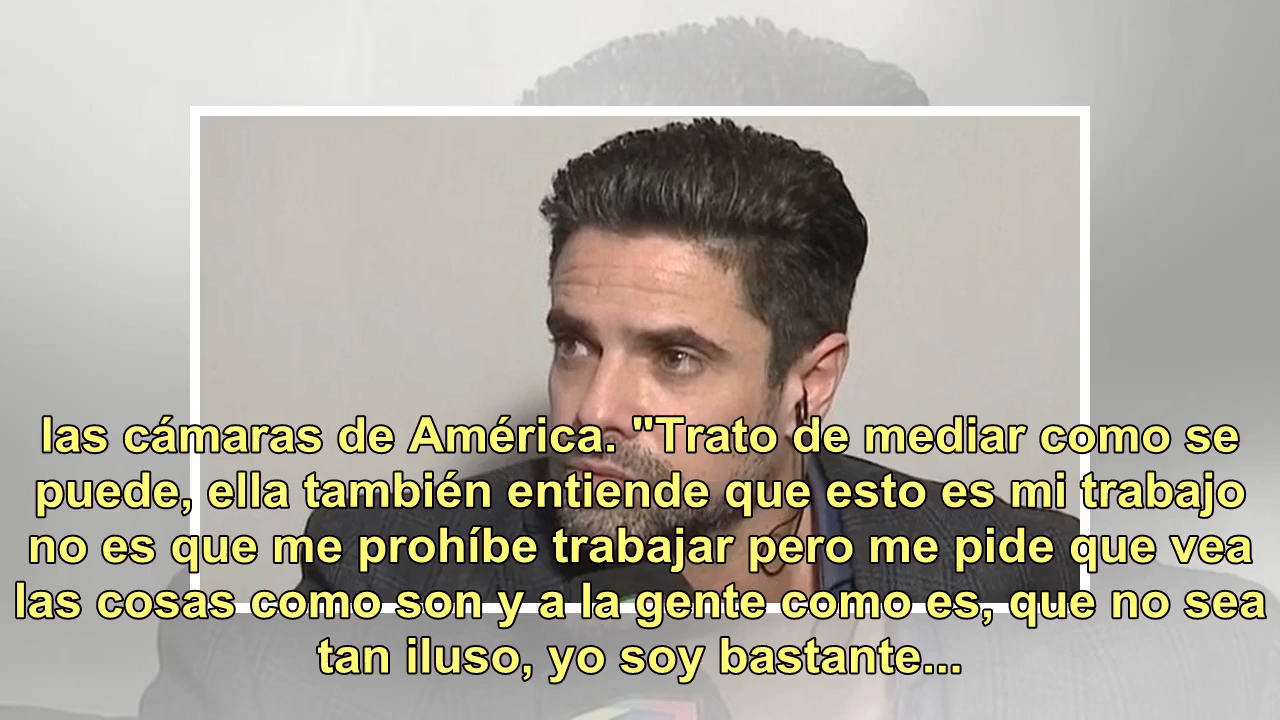 las cámaras de América. "Trato de mediar como se
puede, ella también entiende que esto es mi trabajo
no es que me prohíbe trabajar pero me pide que vea
las cosas como son y a la gente como es, que no sea
tan iluso, yo soy bastante...